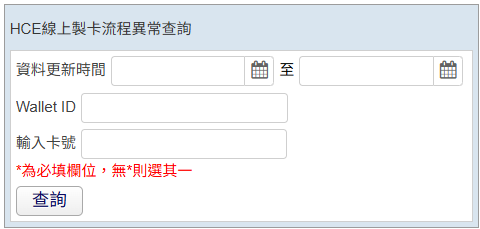 HCE線上製卡流程異常查詢
資料更新時間 至
Wallet ID
輸入卡號
*為必填欄位，無*則選其一
查詢